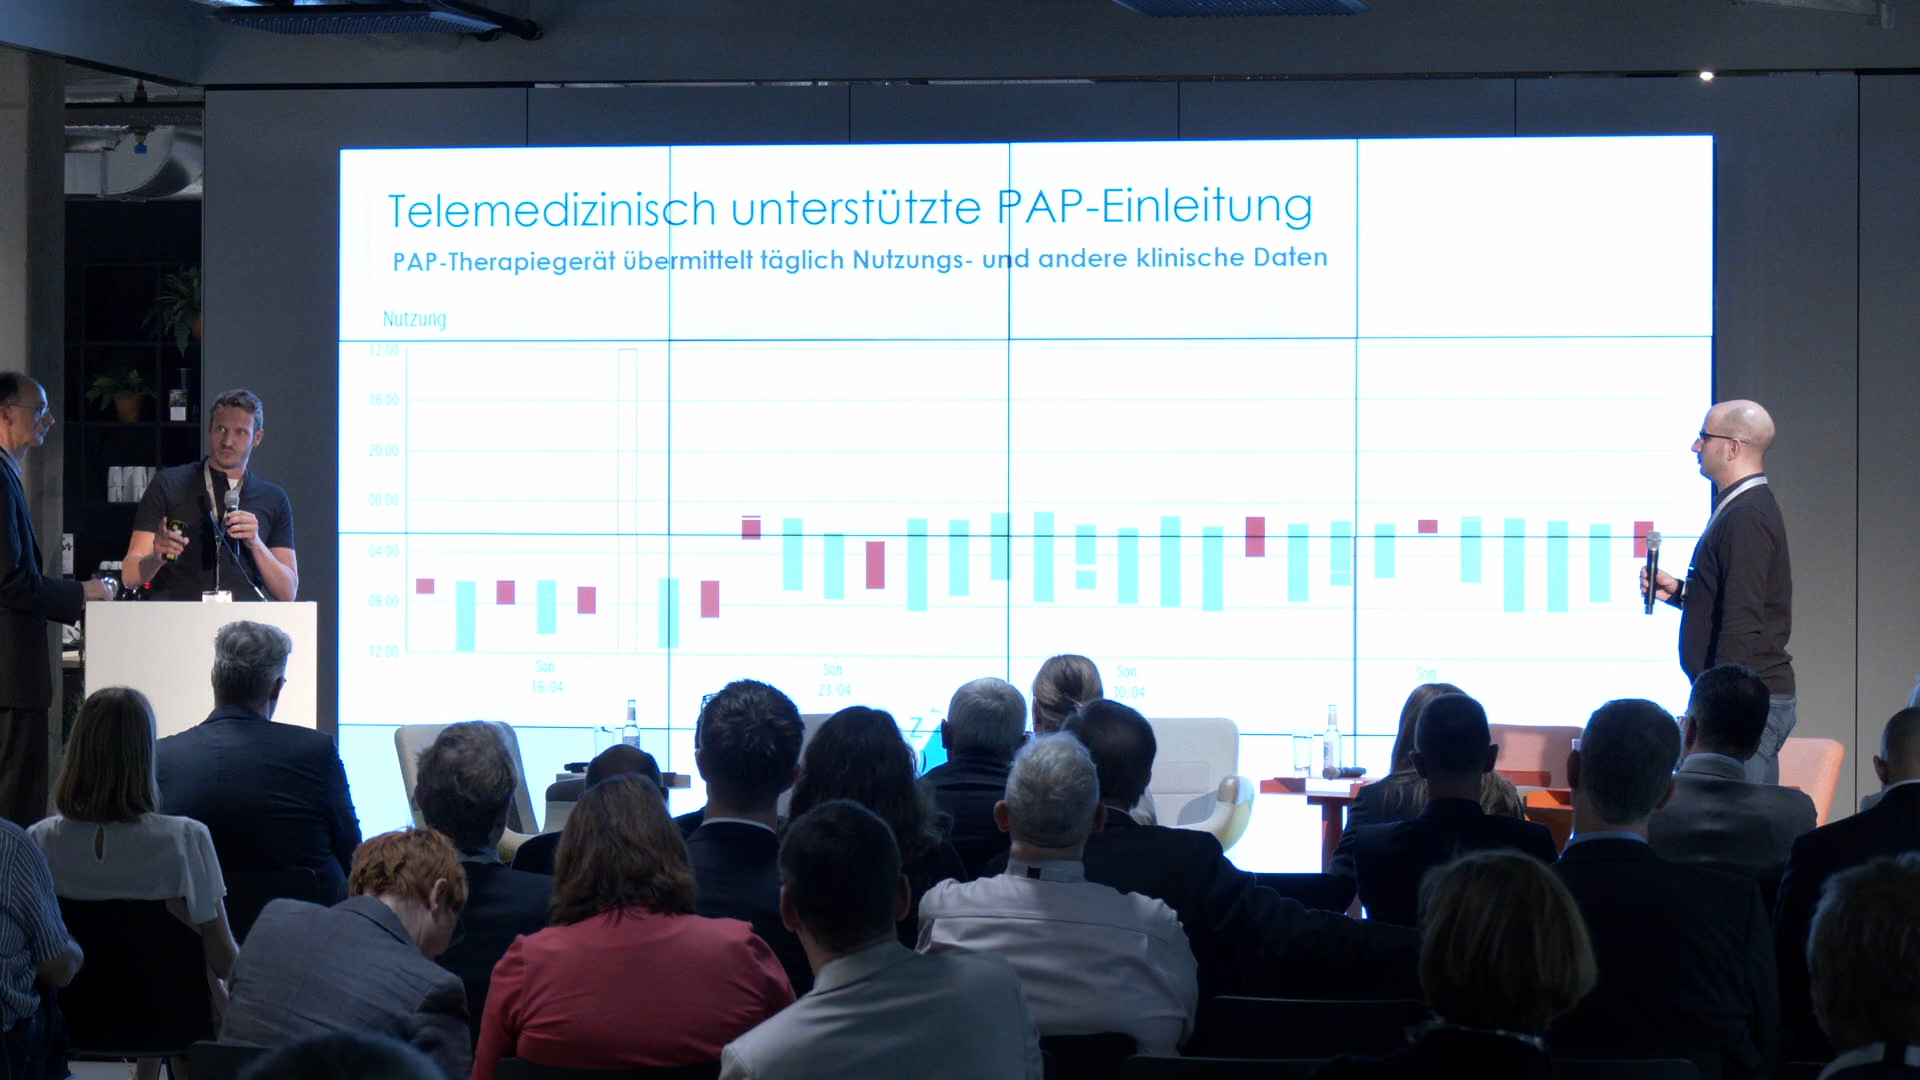 Telemedizinisch unterstützte PAP-Einleitung
PAP-Therapiegerät übermittelt täglich Nutzungs- und andere klinische Daten
Nutzung
12:00
16:00
20:00
00:00
04:00
08:00
12:00
Son Son Son Son
16/04 23/04 30/04